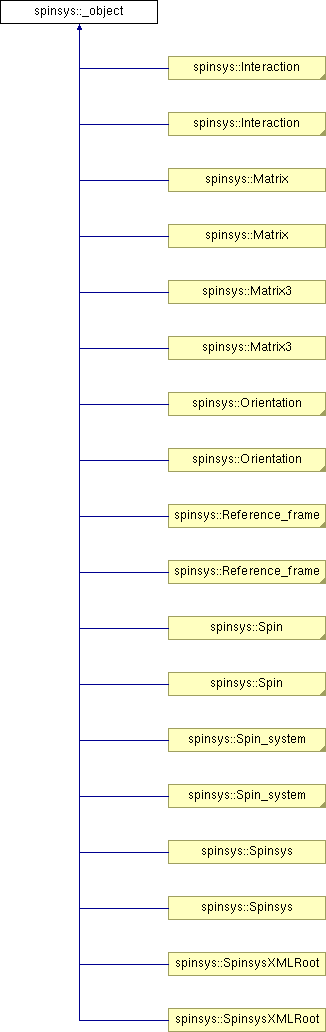 spinsys::_object
spinsys::Interaction
spinsys::Interaction
spinsys::Matrix
spinsys::Matrix
spinsys::Matrix3
spinsys::Matrix3
spinsys::Orientation
spinsys::Orientation
spinsys::Reference_frame
spinsys::Reference_frame
spinsys::Spin
spinsys::Spin
spinsys::Spin_system
spinsys::Spin_system
spinsys::Spinsys
spinsys::Spinsys
spinsys::SpinsysXMLRoot
spinsys::SpinsysXMLRoot